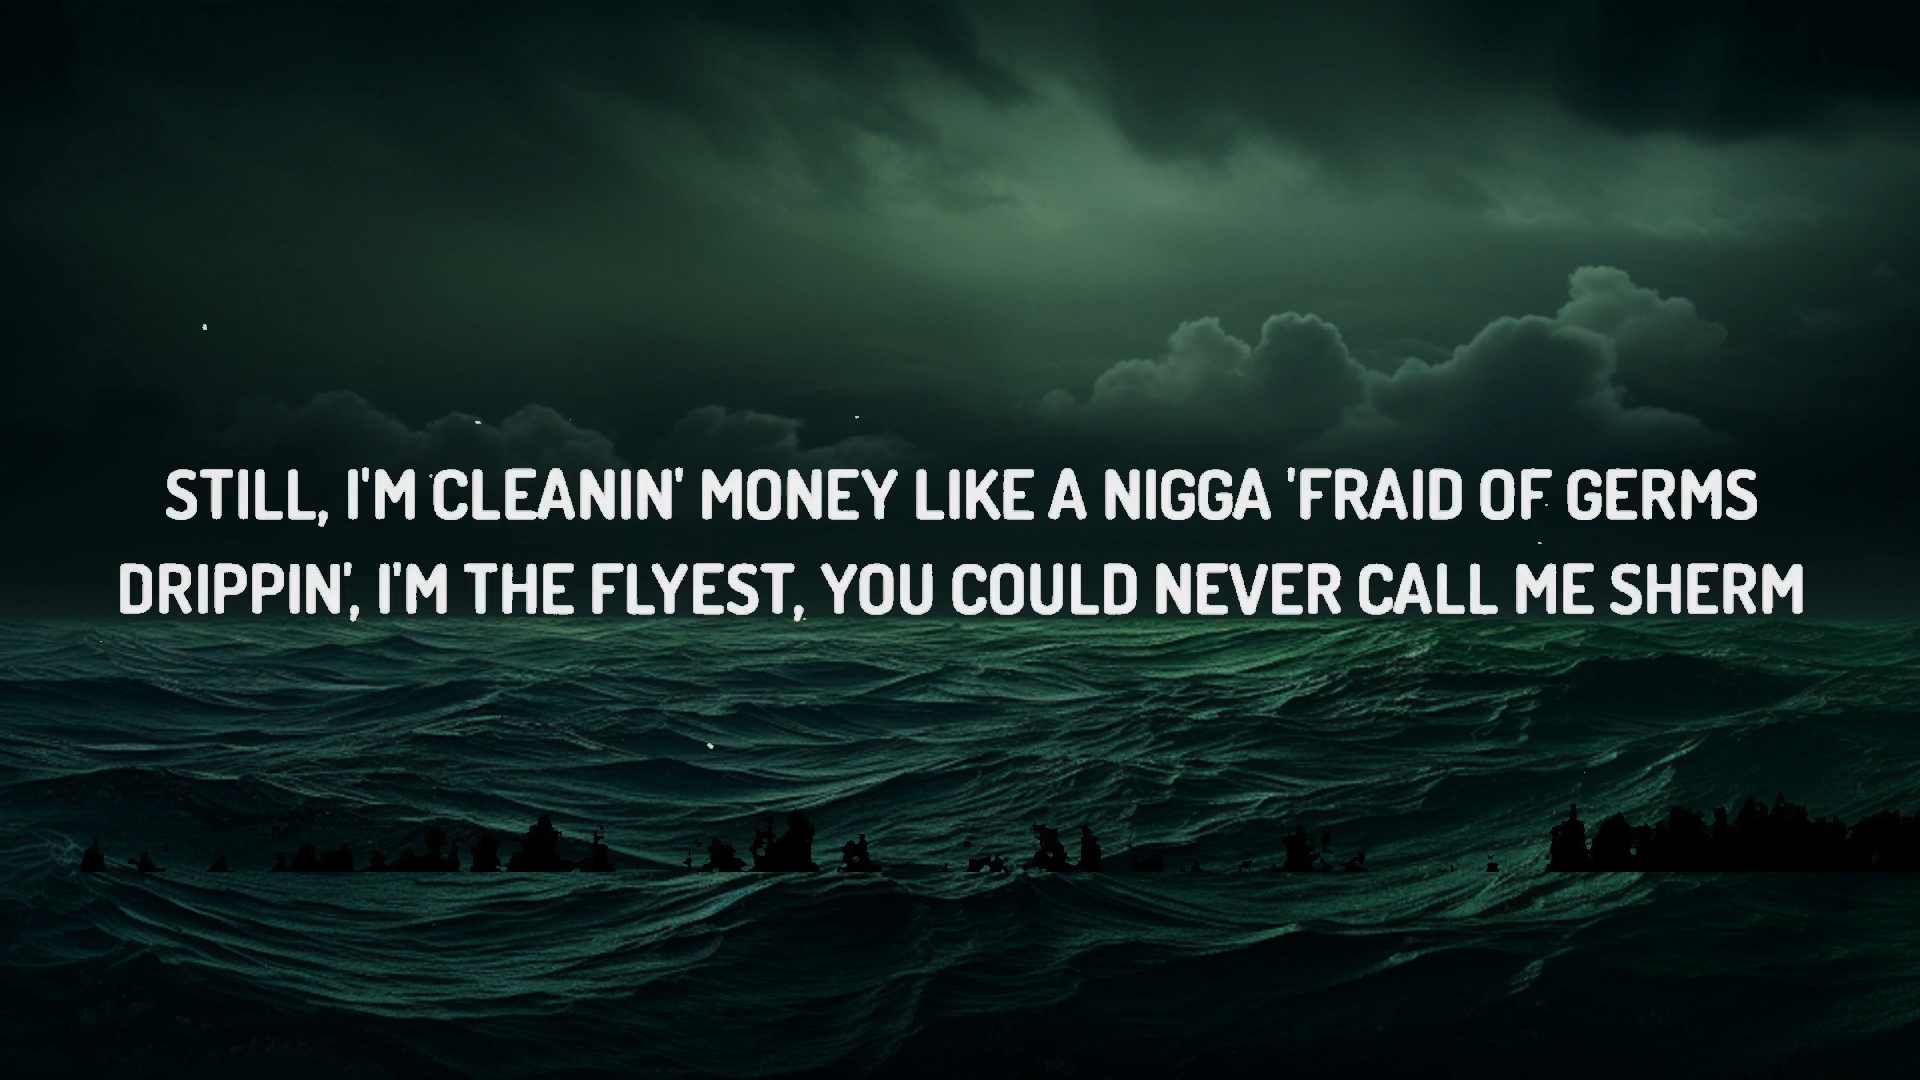 STILL, I'M CLEANIN' MONEY LIKE A NIGGA 'FRAID OF GERMS
DRIPPIN', I'M THE FLYEST, YOU COULD NEVER CALL ME SHERM